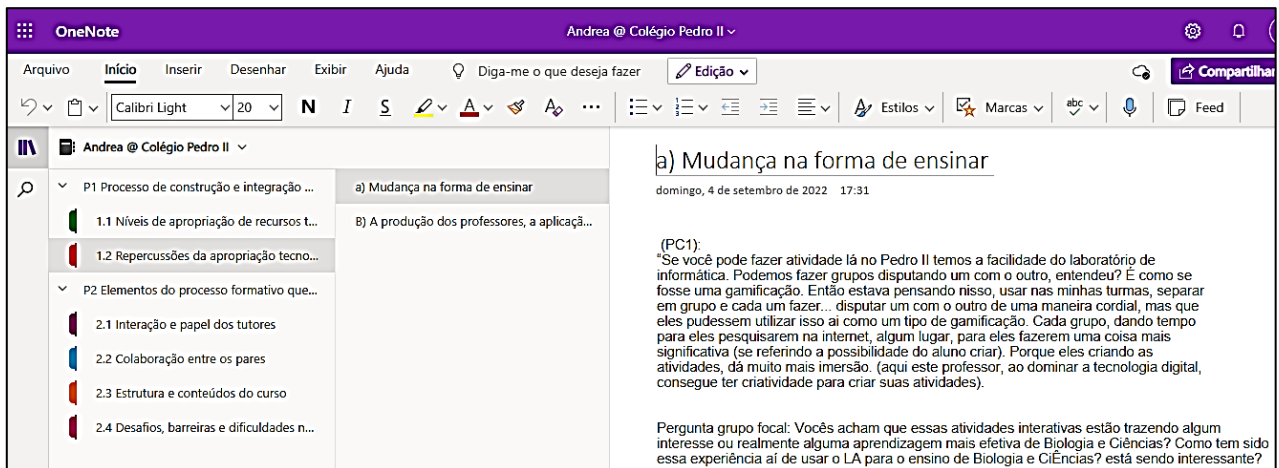 OneNote
Andrea @ Colégio Pedro II
Arquivo Início Inserir Desenhar Exibir Ajuda Diga-me o que deseja fazer Edição Compartilhar
Calibri Light 20 N I S A A Estilos Marcas abc Feed
Andrea @ Colégio Pedro II
P1 Processo de construção e integração ...
1.1 Níveis de apropriação de recursos t...
1.2 Repercussões da apropriação tecno...
P2 Elementos do processo formativo que...
2.1 Interação e papel dos tutores
2.2 Colaboração entre os pares
2.3 Estrutura e conteúdos do curso
2.4 Desafios, barreiras e dificuldades n...
a) Mudança na forma de ensinar
B) A produção dos professores, a aplicaçã...
a) Mudança na forma de ensinar
domingo, 4 de setembro de 2022 17:31
(PC1):
"Se você pode fazer atividade lá no Pedro II temos a facilidade do laboratório de
informática. Podemos fazer grupos disputando um com o outro, entendeu? É como se
fosse uma gamificação. Então estava pensando nisso, usar nas minhas turmas, separar
em grupo e cada um fazer... disputar um com o outro de uma maneira cordial, mas que
eles pudessem utilizar isso ai como um tipo de gamificação. Cada grupo, dando tempo
para eles pesquisarem na internet, algum lugar, para eles fazerem uma coisa mais
significativa (se referindo a possibilidade do aluno criar). Porque eles criando as
atividades, dá muito mais imersão. (aqui este professor, ao dominar a tecnologia digital,
consegue ter criatividade para criar suas atividades).
Pergunta grupo focal: Vocês acham que essas atividades interativas estão trazendo algum
interesse ou realmente alguma aprendizagem mais efetiva de Biologia e Ciências? Como tem sido
essa experiência aí de usar o LA para o ensino de Biologia e CiÊncias? está sendo interessante?